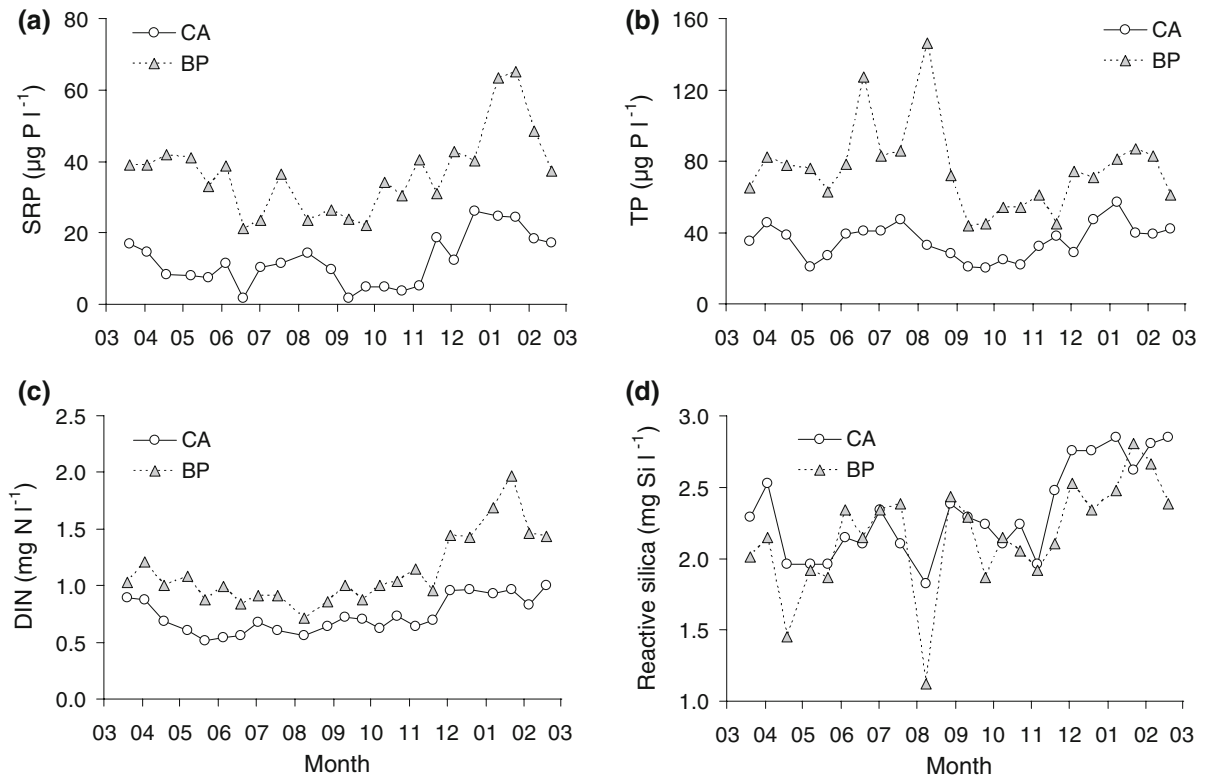 (a)
80
60
40
20
0
SRP (µg P l⁻¹)
CA
BP
03 04 05 06 07 08 09 10 11 12 01 02 03
(b)
160
120
80
40
0
TP (µg P l⁻¹)
CA
BP
03 04 05 06 07 08 09 10 11 12 01 02 03
(c)
2.5
2.0
1.5
1.0
0.5
0.0
DIN (mg N l⁻¹)
CA
BP
03 04 05 06 07 08 09 10 11 12 01 02 03
Month
(d)
3.0
2.5
2.0
1.5
1.0
Reactive silica (mg Si l⁻¹)
CA
BP
03 04 05 06 07 08 09 10 11 12 01 02 03
Month